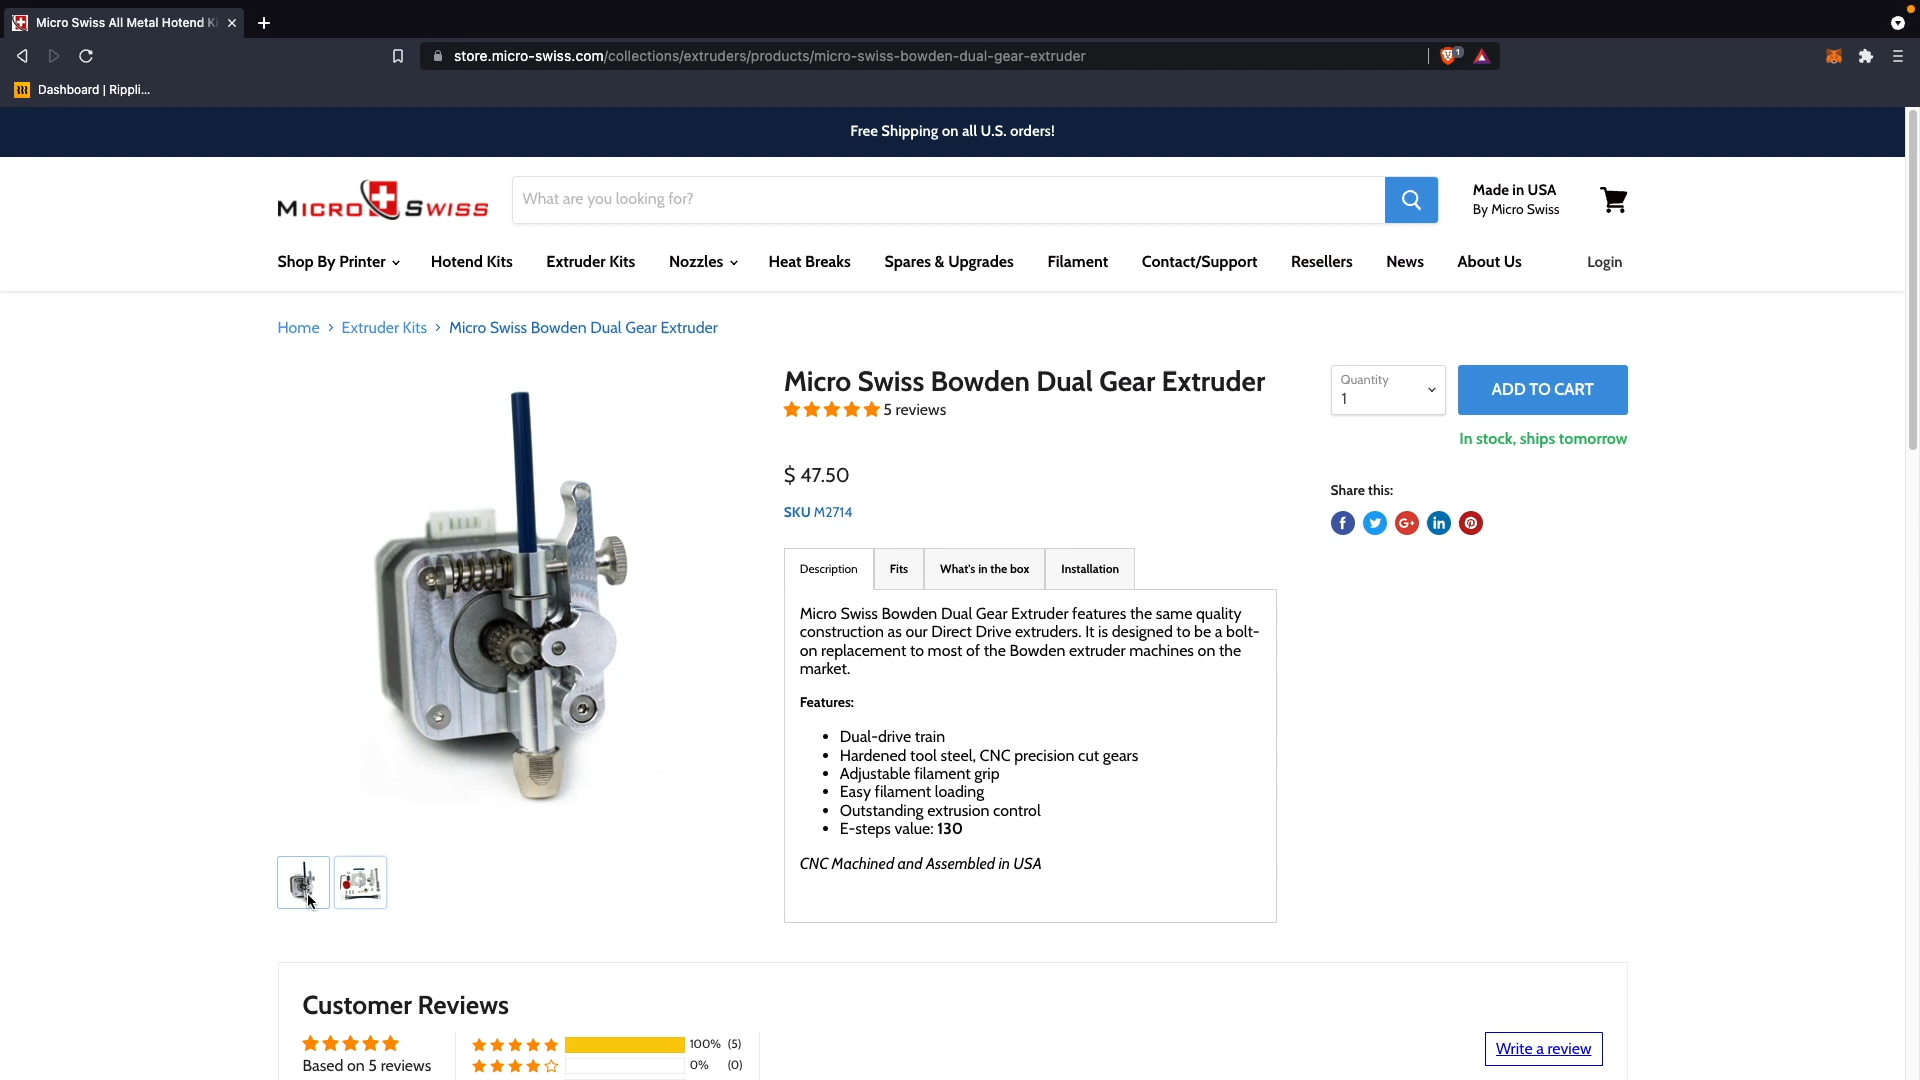 Micro Swiss All Metal Hotend Ki
store.micro-swiss.com/collections/extruders/products/micro-swiss-bowden-dual-gear-extruder
1
Dashboard | Rippli...
Free Shipping on all U.S. orders!
MICRO SWISS
What are you looking for?
Made in USA
By Micro Swiss
Shop By Printer
Hotend Kits
Extruder Kits
Nozzles
Heat Breaks
Spares & Upgrades
Filament
Contact/Support
Resellers
News
About Us
Login
Home > Extruder Kits > Micro Swiss Bowden Dual Gear Extruder
Micro Swiss Bowden Dual Gear Extruder
5 reviews
$ 47.50
SKU M2714
Quantity
1
ADD TO CART
In stock, ships tomorrow
Share this:
Description
Fits
What's in the box
Installation
Micro Swiss Bowden Dual Gear Extruder features the same quality
construction as our Direct Drive extruders. It is designed to be a bolt-
on replacement to most of the Bowden extruder machines on the
market.
Features:
• Dual-drive train
• Hardened tool steel, CNC precision cut gears
• Adjustable filament grip
• Easy filament loading
• Outstanding extrusion control
• E-steps value: 130
CNC Machined and Assembled in USA
Customer Reviews
Based on 5 reviews
100% (5)
0% (0)
Write a review